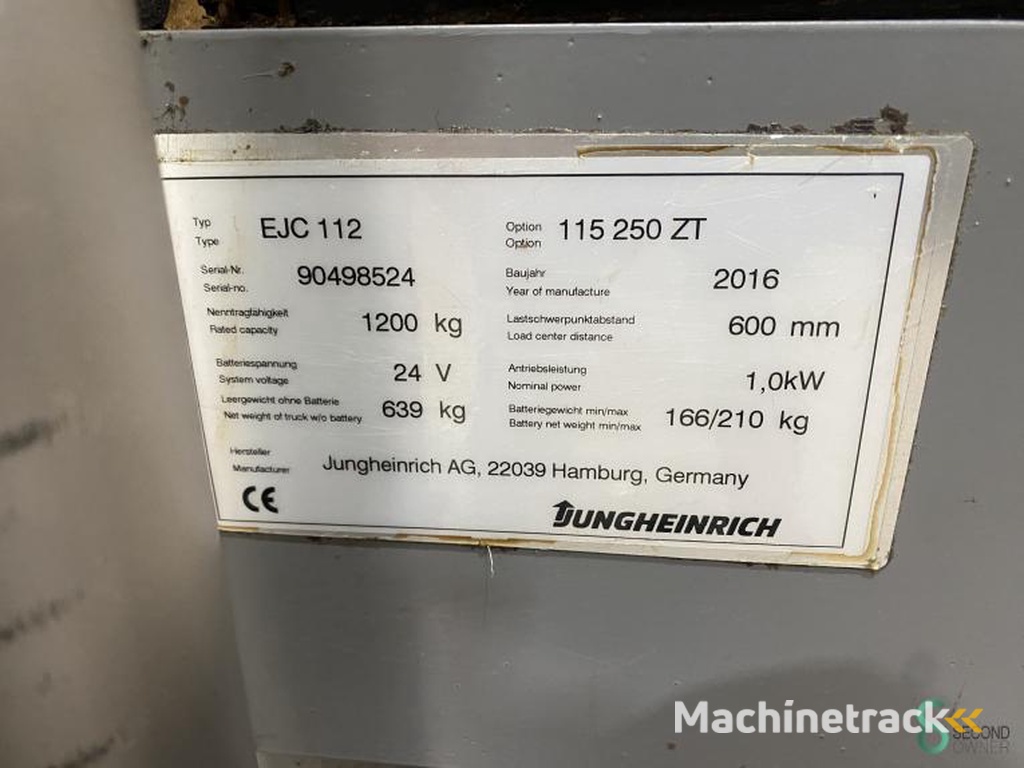 Typ EJC 112 Option 115 250 ZT
Type Option
Serial-Nr. 90498524 Baujahr 2016
Serial-no. Year of manufacture
Nenntragfähigkeit 1200 kg Lastschwerpunktabstand 600 mm
Rated capacity Load center distance
Batteriespannung 24 V Antriebsleistung 1,0kW
System voltage Nominal power
Leergewicht ohne Batterie 639 kg Batteriegewicht min/max 166/210 kg
Net weight of truck w/o battery Battery net weight min/max
Hersteller Jungheinrich AG, 22039 Hamburg, Germany
Manufacturer
CE JUNGHEINRICH
Machinetrack
SECOND
OWNER